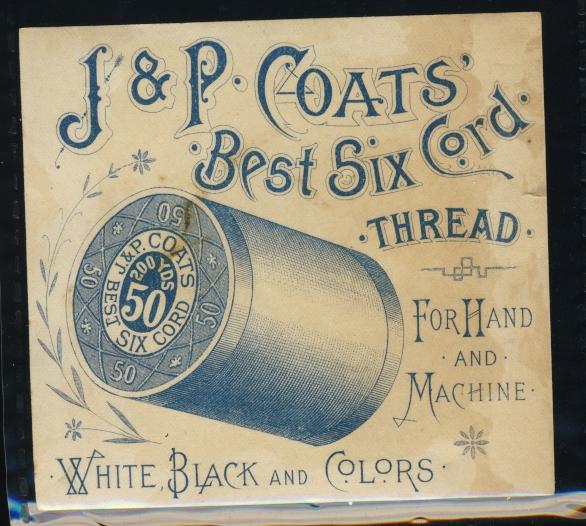 J & P. COATS'
Best Six Cord.
THREAD.
50
50
50
50
J. & P. COATS
200 YDS
50
BEST SIX CORD
FOR HAND
AND
MACHINE.
WHITE, BLACK AND COLORS.